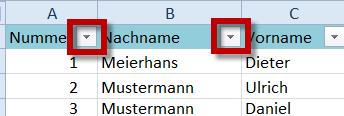 A B C
Numme Nachname Vorname
1 Meierhans Dieter
2 Mustermann Ulrich
3 Mustermann Daniel